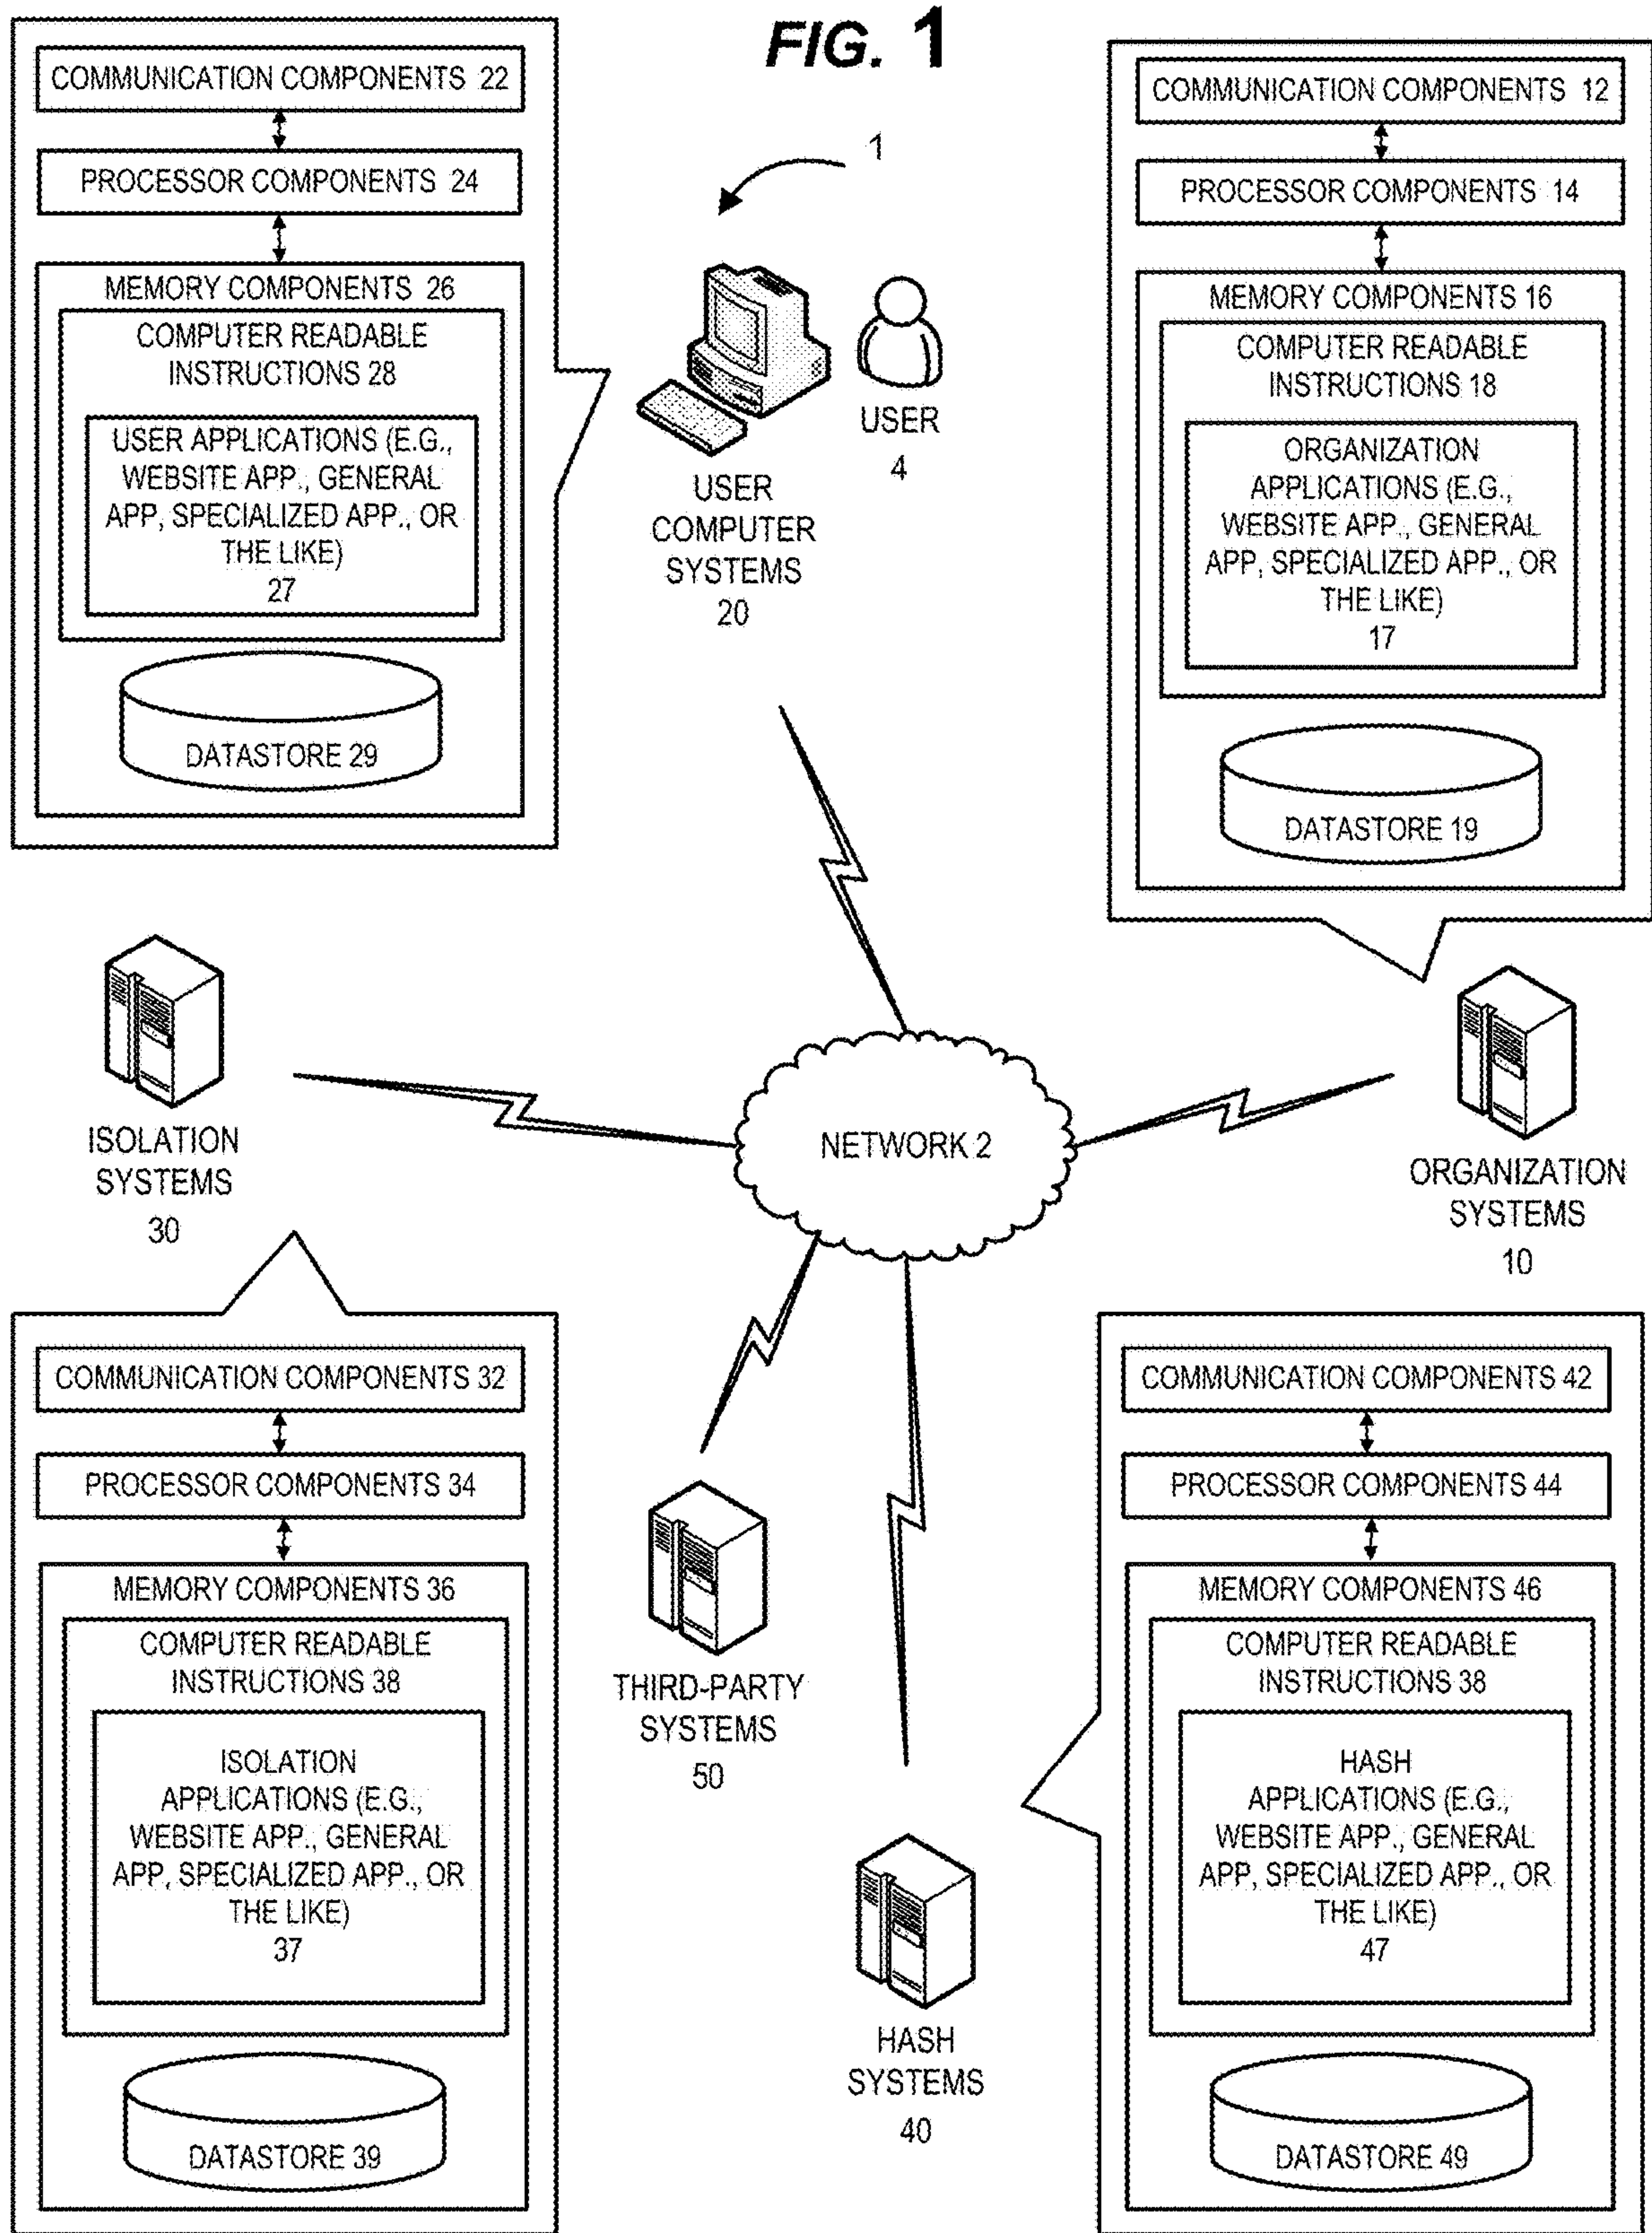 FIG. 1
COMMUNICATION COMPONENTS 22
PROCESSOR COMPONENTS 24
MEMORY COMPONENTS 26
COMPUTER READABLE
INSTRUCTIONS 28
USER APPLICATIONS (E.G.,
WEBSITE APP., GENERAL
APP, SPECIALIZED APP., OR
THE LIKE)
27
DATASTORE 29
1
USER
4
USER
COMPUTER
SYSTEMS
20
COMMUNICATION COMPONENTS 12
PROCESSOR COMPONENTS 14
MEMORY COMPONENTS 16
COMPUTER READABLE
INSTRUCTIONS 18
ORGANIZATION
APPLICATIONS (E.G.,
WEBSITE APP., GENERAL
APP, SPECIALIZED APP., OR
THE LIKE)
17
DATASTORE 19
ISOLATION
SYSTEMS
30
NETWORK 2
ORGANIZATION
SYSTEMS
10
COMMUNICATION COMPONENTS 32
PROCESSOR COMPONENTS 34
MEMORY COMPONENTS 36
COMPUTER READABLE
INSTRUCTIONS 38
ISOLATION
APPLICATIONS (E.G.,
WEBSITE APP., GENERAL
APP, SPECIALIZED APP., OR
THE LIKE)
37
DATASTORE 39
THIRD-PARTY
SYSTEMS
50
HASH
SYSTEMS
40
COMMUNICATION COMPONENTS 42
PROCESSOR COMPONENTS 44
MEMORY COMPONENTS 46
COMPUTER READABLE
INSTRUCTIONS 38
HASH
APPLICATIONS (E.G.,
WEBSITE APP., GENERAL
APP, SPECIALIZED APP., OR
THE LIKE)
47
DATASTORE 49